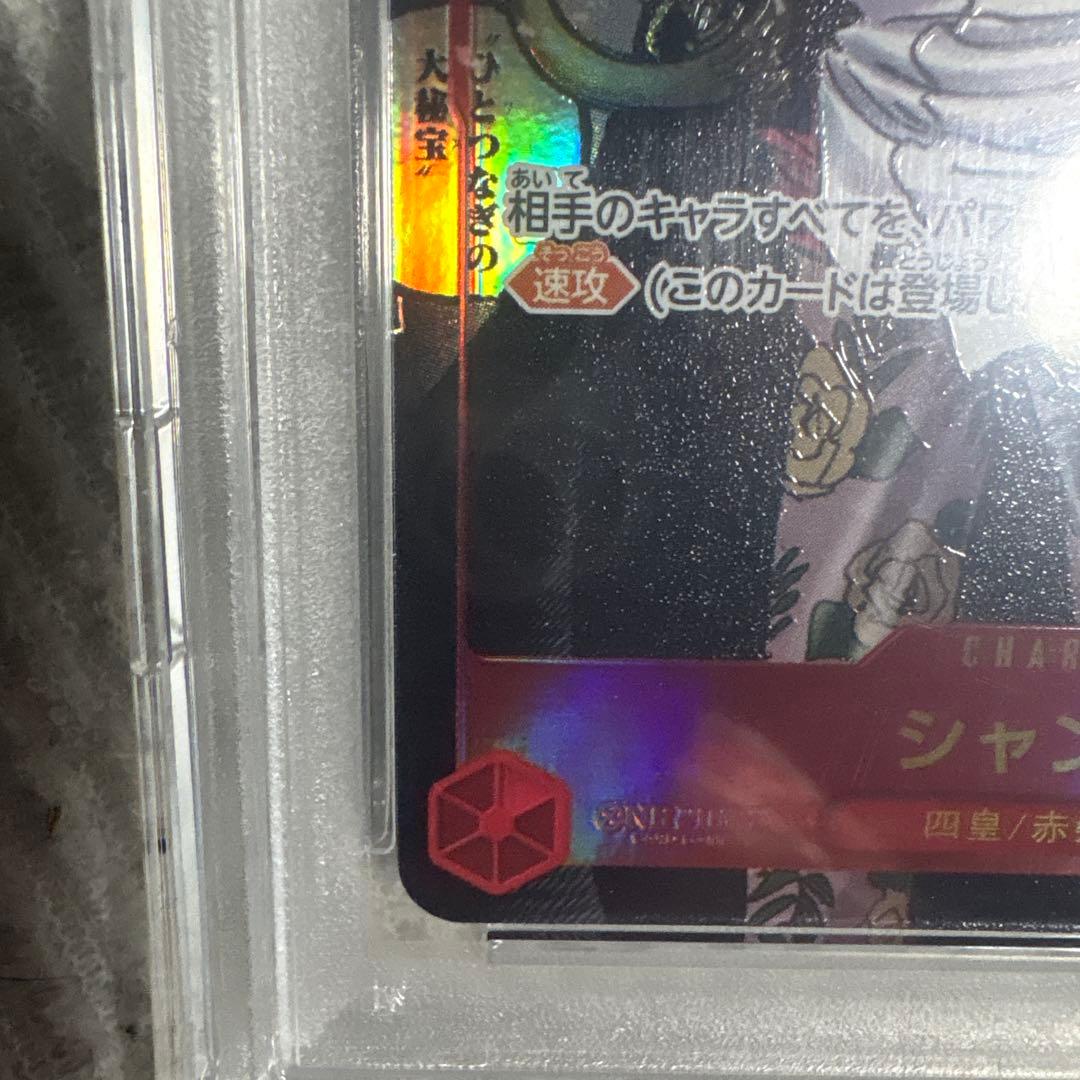 "ひとつなぎの
大秘宝"
相手のキャラすべてを、パワ
あいて
速攻 (このカードは登場し
そっこう
CHAR
シャン
四皇/赤